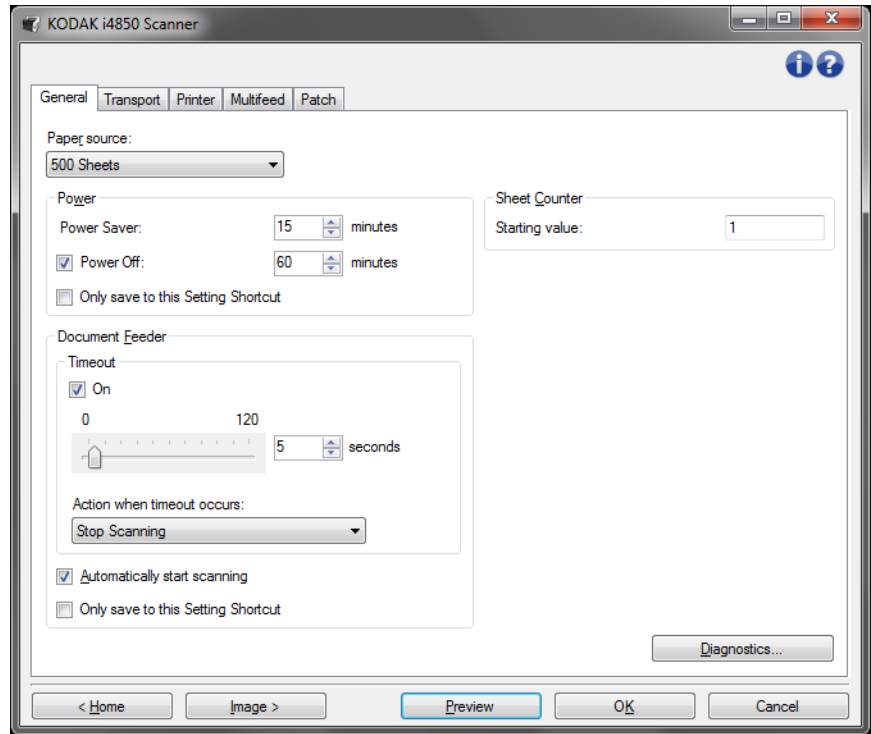 KODAK i4850 Scanner
General Transport Printer Multifeed Patch
Paper source:
500 Sheets
Power
Power Saver: 15 minutes
Power Off: 60 minutes
Only save to this Setting Shortcut
Sheet Counter
Starting value: 1
Document Feeder
Timeout
On
0 120
5 seconds
Action when timeout occurs:
Stop Scanning
Automatically start scanning
Only save to this Setting Shortcut
Diagnostics...
< Home Image > Preview OK Cancel